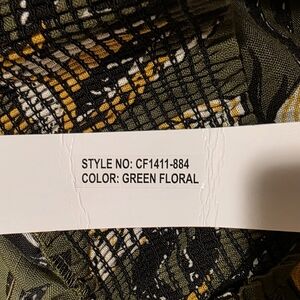 STYLE NO: CF1411-884
COLOR: GREEN FLORAL